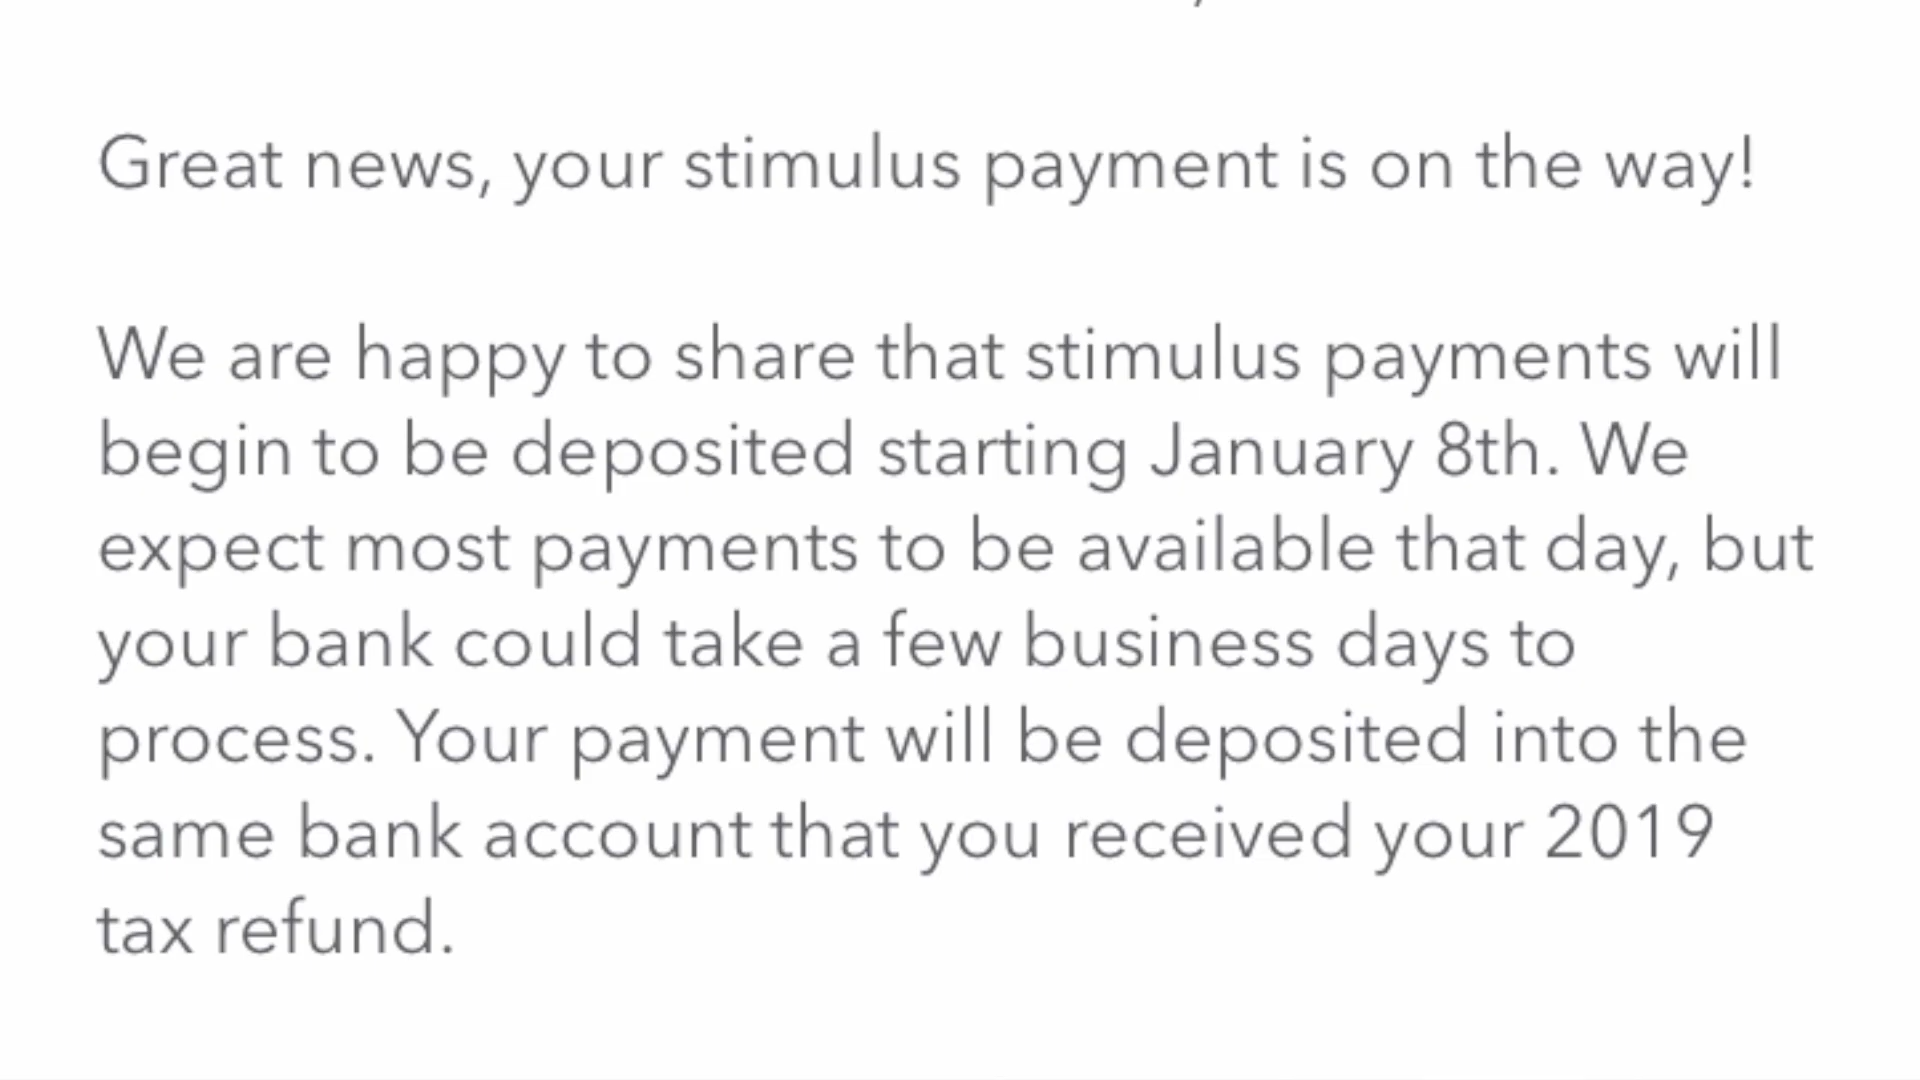 Great news, your stimulus payment is on the way!
We are happy to share that stimulus payments will
begin to be deposited starting January 8th. We
expect most payments to be available that day, but
your bank could take a few business days to
process. Your payment will be deposited into the
same bank account that you received your 2019
tax refund.